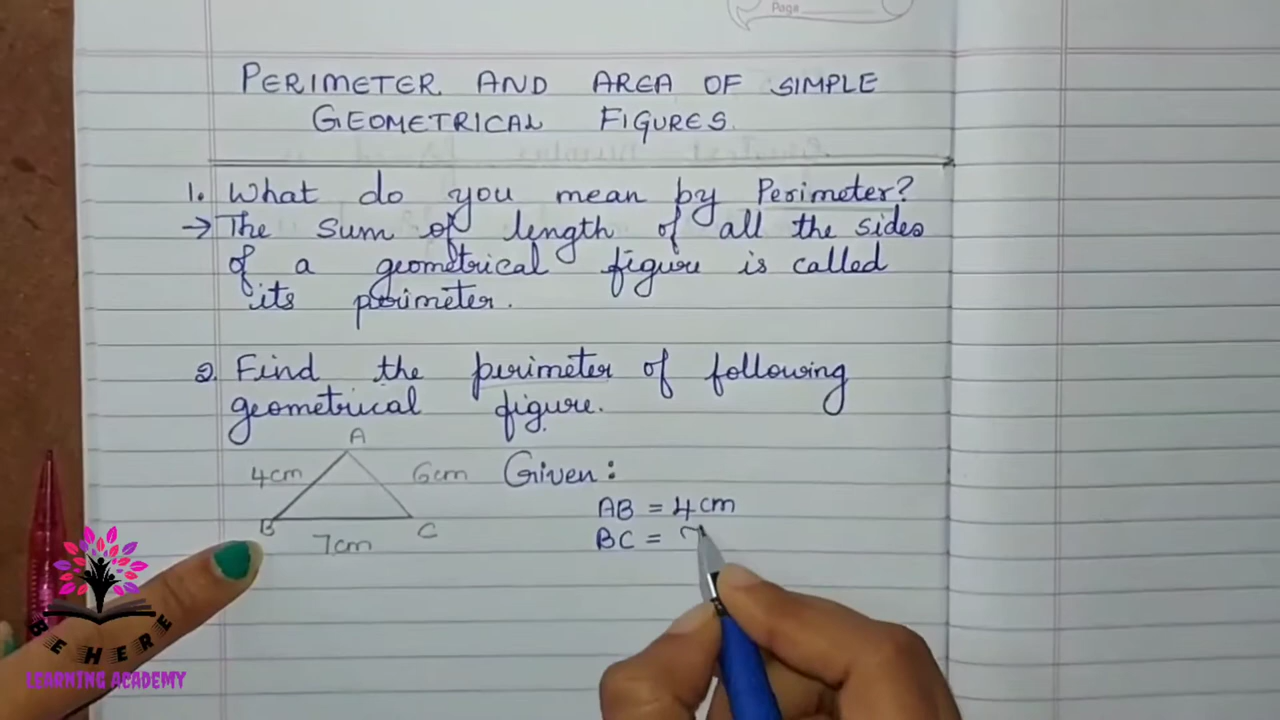 Page
PERIMETER AND AREA OF SIMPLE
GEOMETRICAL FIGURES.
1. What do you mean by Perimeter?
→ The Sum of length of all the sides
of a geometrical figure is called
its perimeter.
2. Find the perimeter of following
geometrical figure.
A
4cm 6cm
B C
7cm
Given:
AB = 4cm
BC =
BE HERE
LEARNING ACADEMY